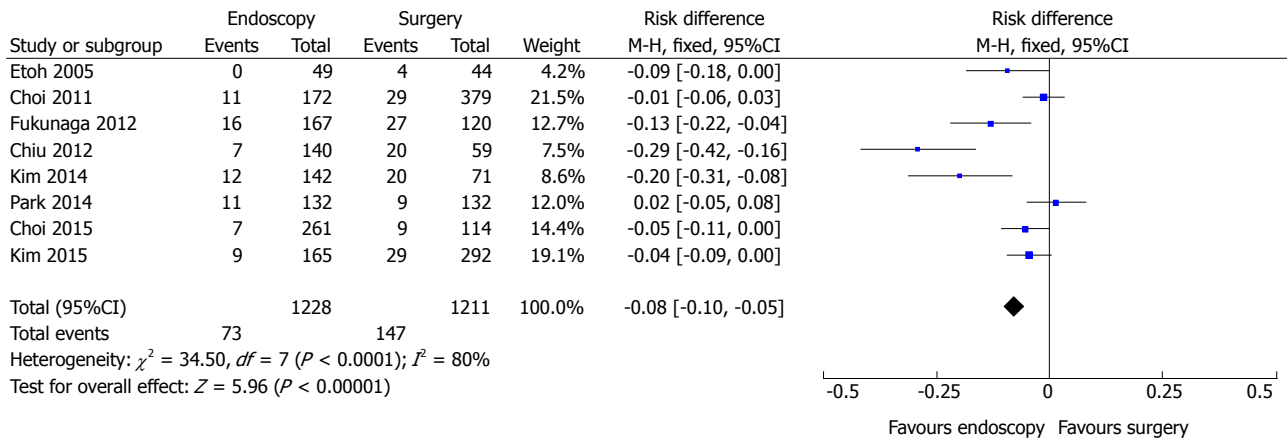 Endoscopy Surgery Risk difference Risk difference
Study or subgroup Events Total Events Total Weight M-H, fixed, 95%CI M-H, fixed, 95%CI
Etoh 2005 0 49 4 44 4.2% -0.09 [-0.18, 0.00]
Choi 2011 11 172 29 379 21.5% -0.01 [-0.06, 0.03]
Fukunaga 2012 16 167 27 120 12.7% -0.13 [-0.22, -0.04]
Chiu 2012 7 140 20 59 7.5% -0.29 [-0.42, -0.16]
Kim 2014 12 142 20 71 8.6% -0.20 [-0.31, -0.08]
Park 2014 11 132 9 132 12.0% 0.02 [-0.05, 0.08]
Choi 2015 7 261 9 114 14.4% -0.05 [-0.11, 0.00]
Kim 2015 9 165 29 292 19.1% -0.04 [-0.09, 0.00]
Total (95%CI) 1228 1211 100.0% -0.08 [-0.10, -0.05]
Total events 73 147
Heterogeneity: χ² = 34.50, df = 7 (P < 0.0001); I² = 80%
Test for overall effect: Z = 5.96 (P < 0.00001)
-0.5 -0.25 0 0.25 0.5
Favours endoscopy Favours surgery